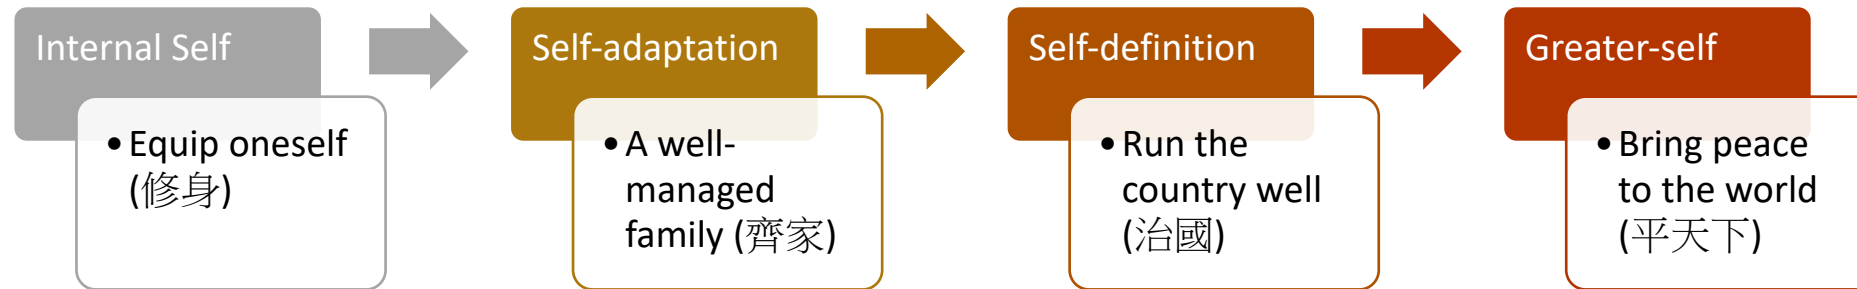 Internal Self
• Equip oneself
(修身)
Self-adaptation
• A well-
managed
family (齊家)
Self-definition
• Run the
country well
(治國)
Greater-self
• Bring peace
to the world
(平天下)